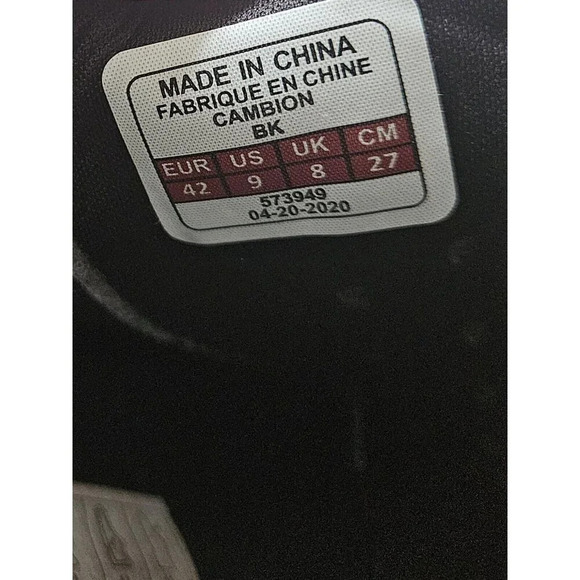 MADE IN CHINA
FABRIQUE EN CHINE
CAMBION
BK
EUR US UK CM
42 9 8 27
573949
04-20-2020